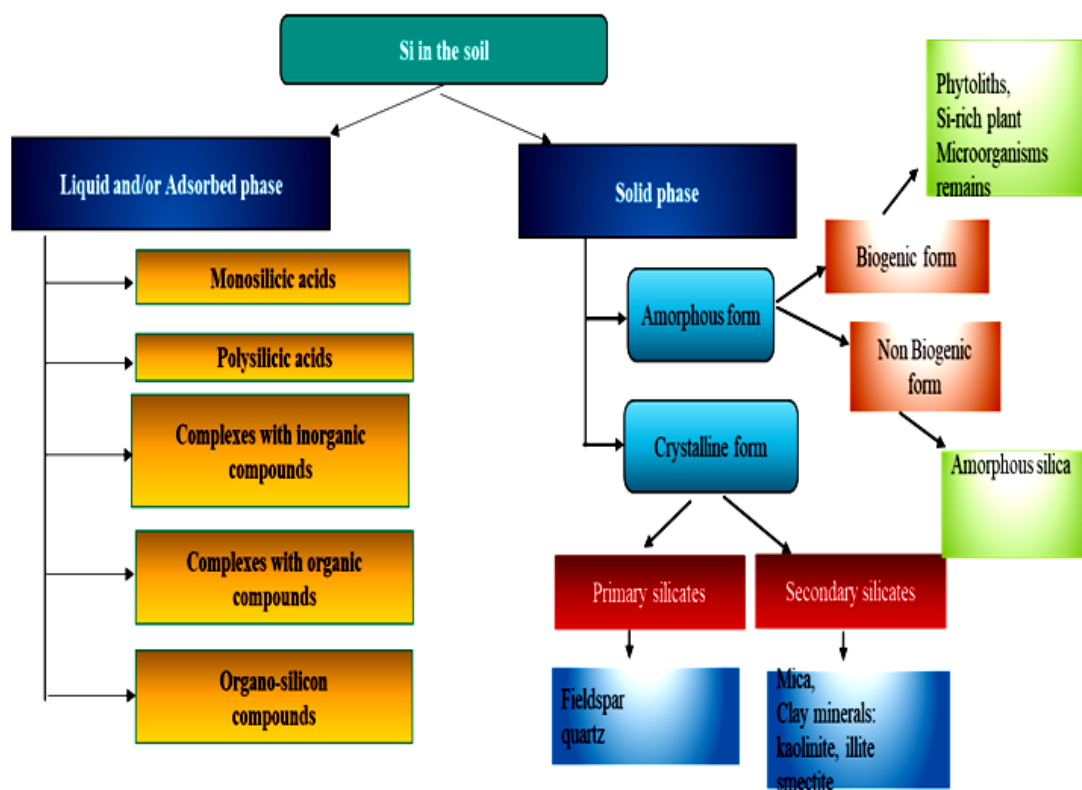 Si in the soil
Liquid and/or Adsorbed phase
Monosilicic acids
Polysilicic acids
Complexes with inorganic
compounds
Complexes with organic
compounds
Organo-silicon
compounds
Solid phase
Amorphous form
Crystalline form
Biogenic form
Non Biogenic
form
Phytoliths,
Si-rich plant
Microorganisms
remains
Amorphous silica
Primary silicates
Secondary silicates
Fieldspar
quartz
Mica,
Clay minerals:
kaolinite, illite
smectite